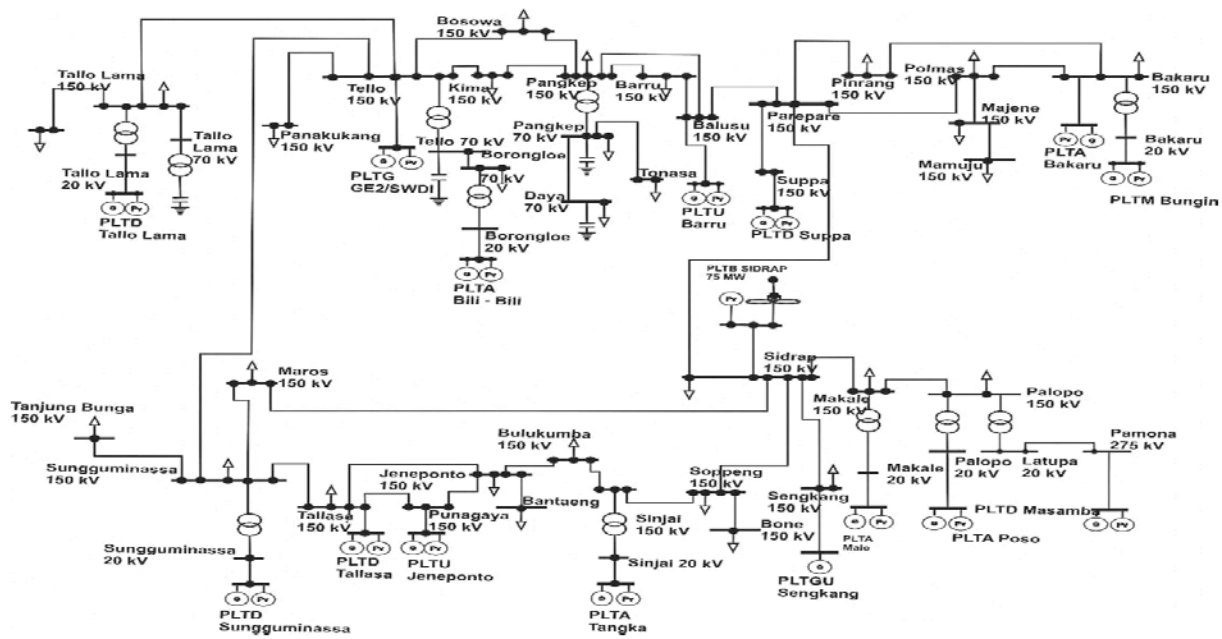 Bosowa
150 kV
Tallo Lama
150 kV
Tello
150 kV
Kima
150 kV
Pangkep
150 kV
Barru
150 kV
Pinrang
150 kV
Polmas
150 kV
Bakaru
150 kV
Panakukang
150 kV
Tallo
Lama
70 kV
Tallo Lama
20 kV
PLTD
Tallo Lama
PLTG
GE2/SWDI
Tello 70 kV
Borongloe
70 kV
Borongloe
20 kV
PLTA
Bili - Bili
Pangkep
70 kV
Daya
70 kV
Tonasa
Balusu
150 kV
PLTU
Barru
Parepare
150 kV
Suppa
150 kV
PLTD Suppa
Majene
150 kV
Mamuju
150 kV
PLTA
Bakaru
Bakaru
20 kV
PLTM Bungin
PLTB SIDRAP
75 MW
Sidrap
150 kV
Maros
150 kV
Tanjung Bunga
150 kV
Sungguminassa
150 kV
Sungguminassa
20 kV
PLTD
Sungguminassa
Tallasa
150 kV
PLTD
Tallasa
Jeneponto
150 kV
Punagaya
150 kV
PLTU
Jeneponto
Bulukumba
150 kV
Bantaeng
Sinjai
150 kV
Sinjai 20 kV
PLTA
Tangka
Soppeng
150 kV
Bone
150 kV
Sengkang
150 kV
PLTGU
Sengkang
Makale
150 kV
Makale
20 kV
PLTA
Male
Palopo
150 kV
Palopo
20 kV
Latupa
20 kV
Pamona
275 kV
PLTD Masamba
PLTA Poso